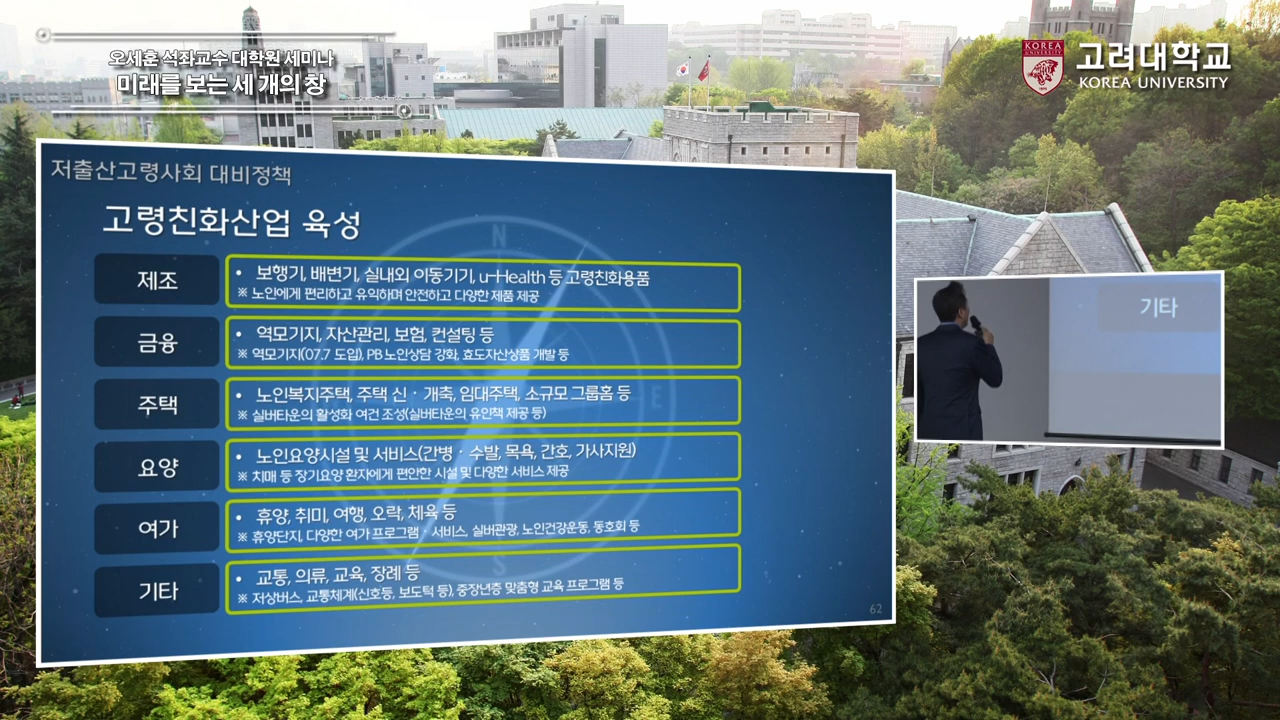 오세훈 석좌교수 대학원 세미나
미래를 보는 세 개의 창
KOREA
UNIVERSITY
1905
고려대학교
KOREA UNIVERSITY
저출산고령사회 대비정책
고령친화산업 육성
N
E
S
제조
• 보행기, 배변기, 실내외 이동기기, u-Health 등 고령친화용품
※ 노인에게 편리하고 유익하며 안전하고 다양한 제품 제공
금융
• 역모기지, 자산관리, 보험, 컨설팅 등
※ 역모기지('07.7 도입), PB 노인상담 강화, 효도자산상품 개발 등
주택
• 노인복지주택, 주택 신 · 개축, 임대주택, 소규모 그룹홈 등
※ 실버타운의 활성화 여건 조성(실버타운의 유인책 제공 등)
요양
• 노인요양시설 및 서비스(간병 · 수발, 목욕, 간호, 가사지원)
※ 치매 등 장기요양 환자에게 편안한 시설 및 다양한 서비스 제공
여가
• 휴양, 취미, 여행, 오락, 체육 등
※ 휴양단지, 다양한 여가 프로그램 · 서비스, 실버관광, 노인건강운동, 동호회 등
기타
• 교통, 의류, 교육, 장례 등
※ 저상버스, 교통체계(신호등, 보도턱 등), 중장년층 맞춤형 교육 프로그램 등
62
기타